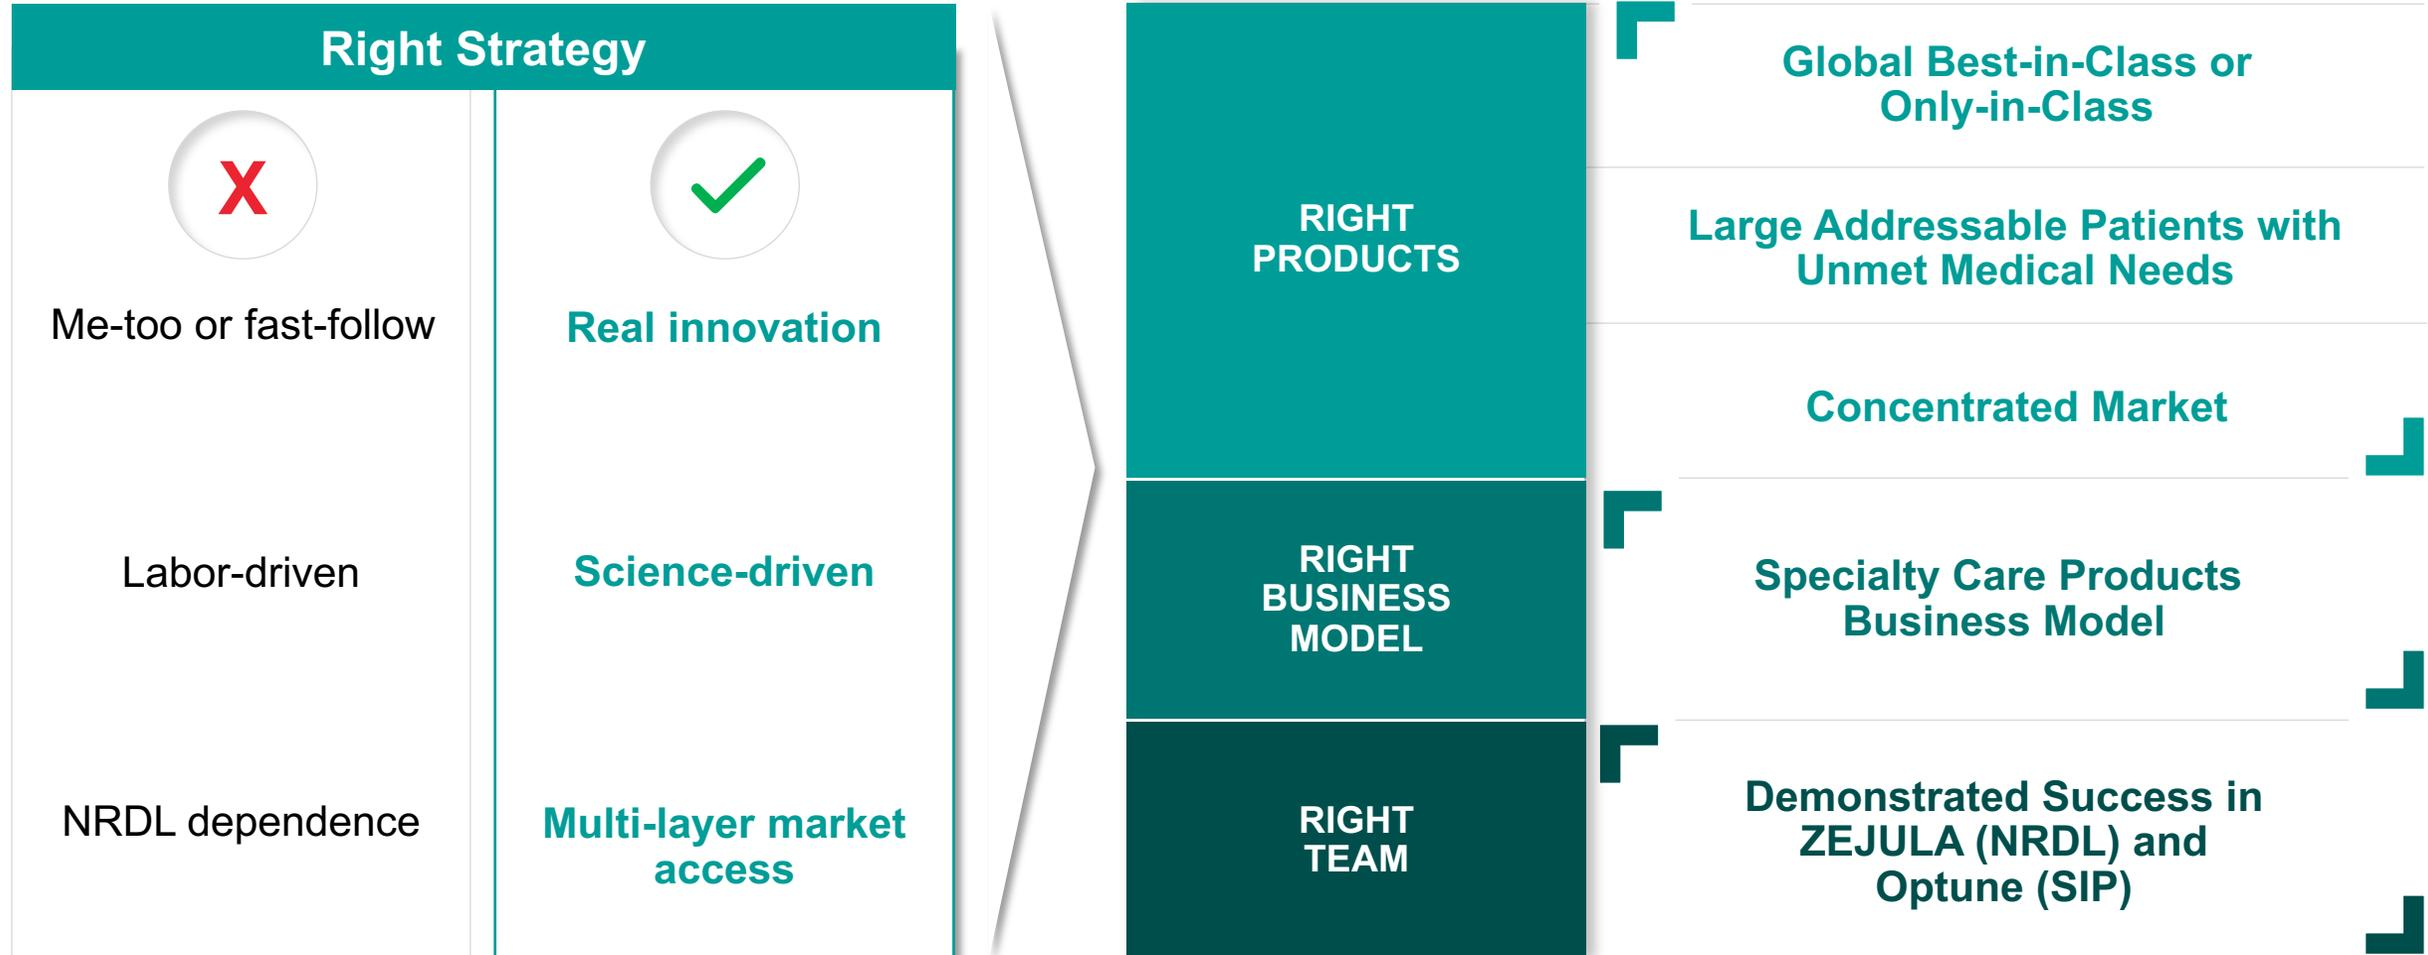 Right Strategy
X
Me-too or fast-follow
Real innovation
Labor-driven
Science-driven
NRDL dependence
Multi-layer market
access
RIGHT
PRODUCTS
Global Best-in-Class or
Only-in-Class
Large Addressable Patients with
Unmet Medical Needs
Concentrated Market
RIGHT
BUSINESS
MODEL
Specialty Care Products
Business Model
RIGHT
TEAM
Demonstrated Success in
ZEJULA (NRDL) and
Optune (SIP)